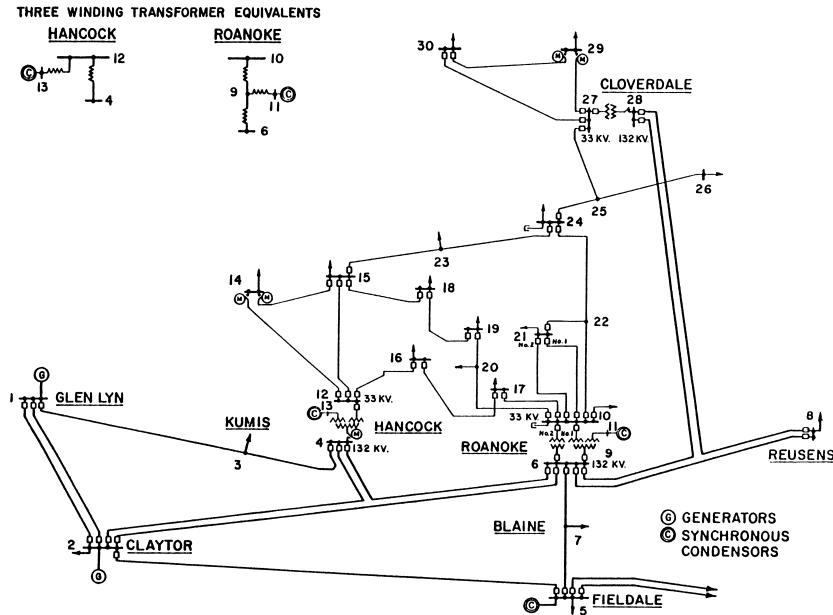 THREE WINDING TRANSFORMER EQUIVALENTS
HANCOCK
ROANOKE
12
C
13
4
10
9
C
11
6
30
29
M
M
CLOVERDALE
27
28
33 KV.
132 KV.
26
25
24
23
14
M
M
15
18
19
22
21
No.2
No.1
16
20
17
G
1
GLEN LYN
KUMIS
3
12
33 KV.
13
C
HANCOCK
M
4
132 KV.
33 KV.
10
No.2
No.1
11
C
ROANOKE
9
6
132 KV.
8
REUSENS
BLAINE
7
2
CLAYTOR
G
C
5
FIELDALE
G GENERATORS
C SYNCHRONOUS
CONDENSORS